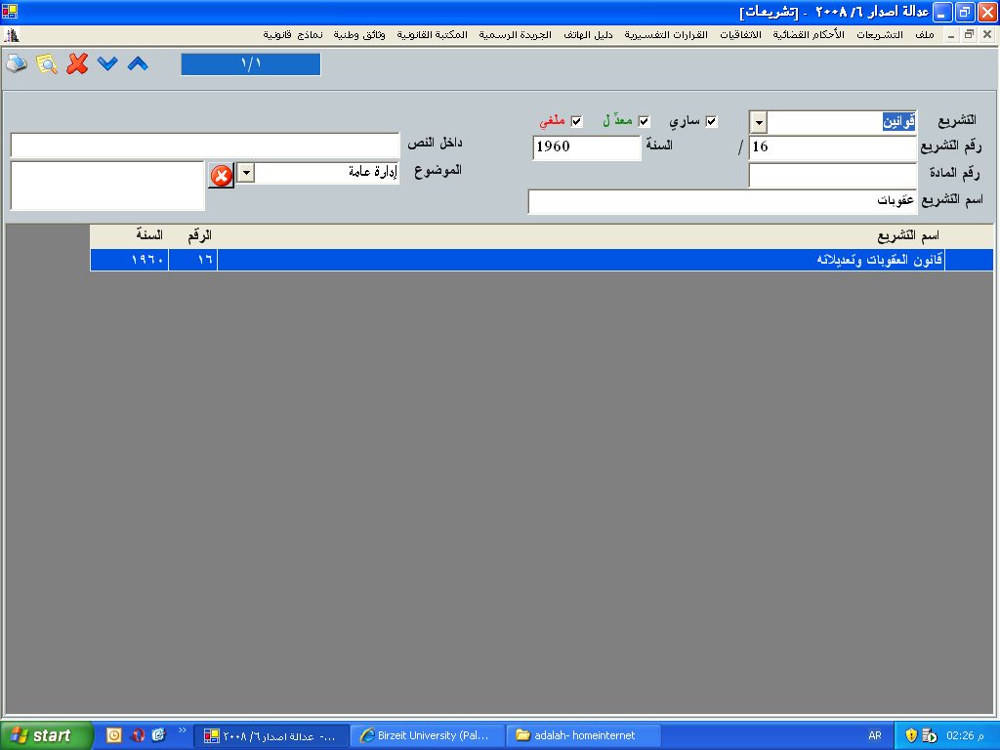 عدالة اصدار ٦/ ٢٠٠٨ - [تشريعات]
ملف التشريعات الأحكام القضائية الاتفاقيات القرارات التفسيرية دليل الهاتف الجريدة الرسمية المكتبة القانونية وثائق وطنية نماذج قانونية
١/١
التشريع قوانين ساري معدّل ملغي
رقم التشريع 16 / السنة 1960 داخل النص
رقم المادة الموضوع إدارة عامة
اسم التشريع عقوبات
اسم التشريع الرقم السنة
قانون العقوبات وتعديلاته ١٦ ١٩٦٠
start عدالة اصدار ٦/ ٢٠٠٨ -... Birzeit University (Pal... adalah- homeinternet AR 02:26 م